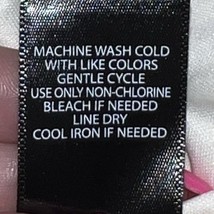 MACHINE WASH COLD
WITH LIKE COLORS
GENTLE CYCLE
USE ONLY NON-CHLORINE
BLEACH IF NEEDED
LINE DRY
COOL IRON IF NEEDED